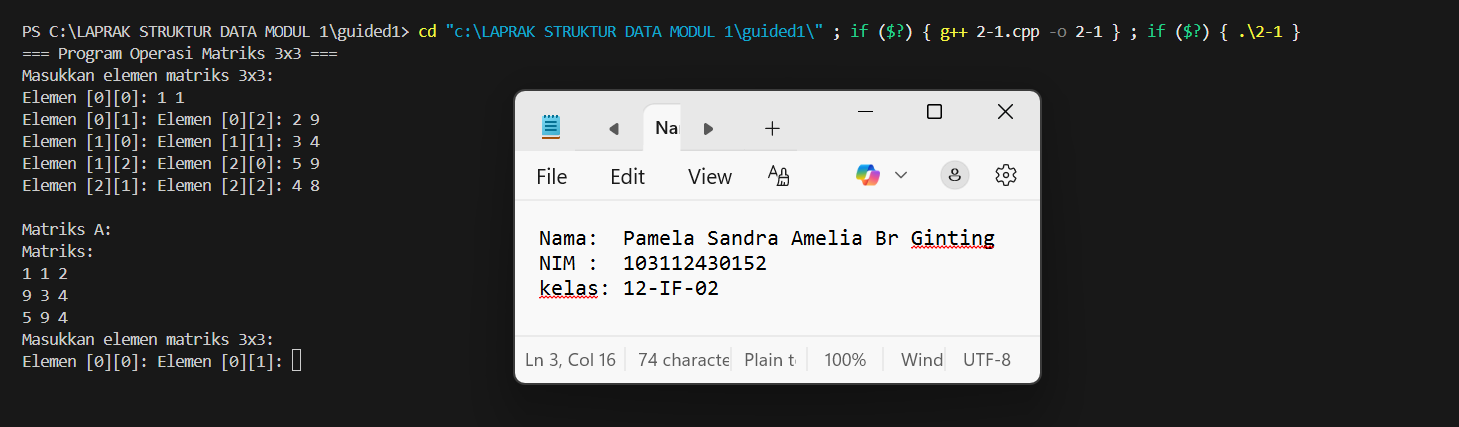 PS C:\LAPRAK STRUKTUR DATA MODUL 1\guided1> cd "c:\LAPRAK STRUKTUR DATA MODUL 1\guided1\" ; if ($?) { g++ 2-1.cpp -o 2-1 } ; if ($?) { .\2-1 }
=== Program Operasi Matriks 3x3 ===
Masukkan elemen matriks 3x3:
Elemen [0][0]: 1 1
Elemen [0][1]: Elemen [0][2]: 2 9
Elemen [1][0]: Elemen [1][1]: 3 4
Elemen [1][2]: Elemen [2][0]: 5 9
Elemen [2][1]: Elemen [2][2]: 4 8
Matriks A:
Matriks:
1 1 2
9 3 4
5 9 4
Masukkan elemen matriks 3x3:
Elemen [0][0]: Elemen [0][1]:
Na
File Edit View
Nama:  Pamela Sandra Amelia Br Ginting
NIM :  103112430152
kelas: 12-IF-02
Ln 3, Col 16 74 characte Plain t 100% Wind UTF-8